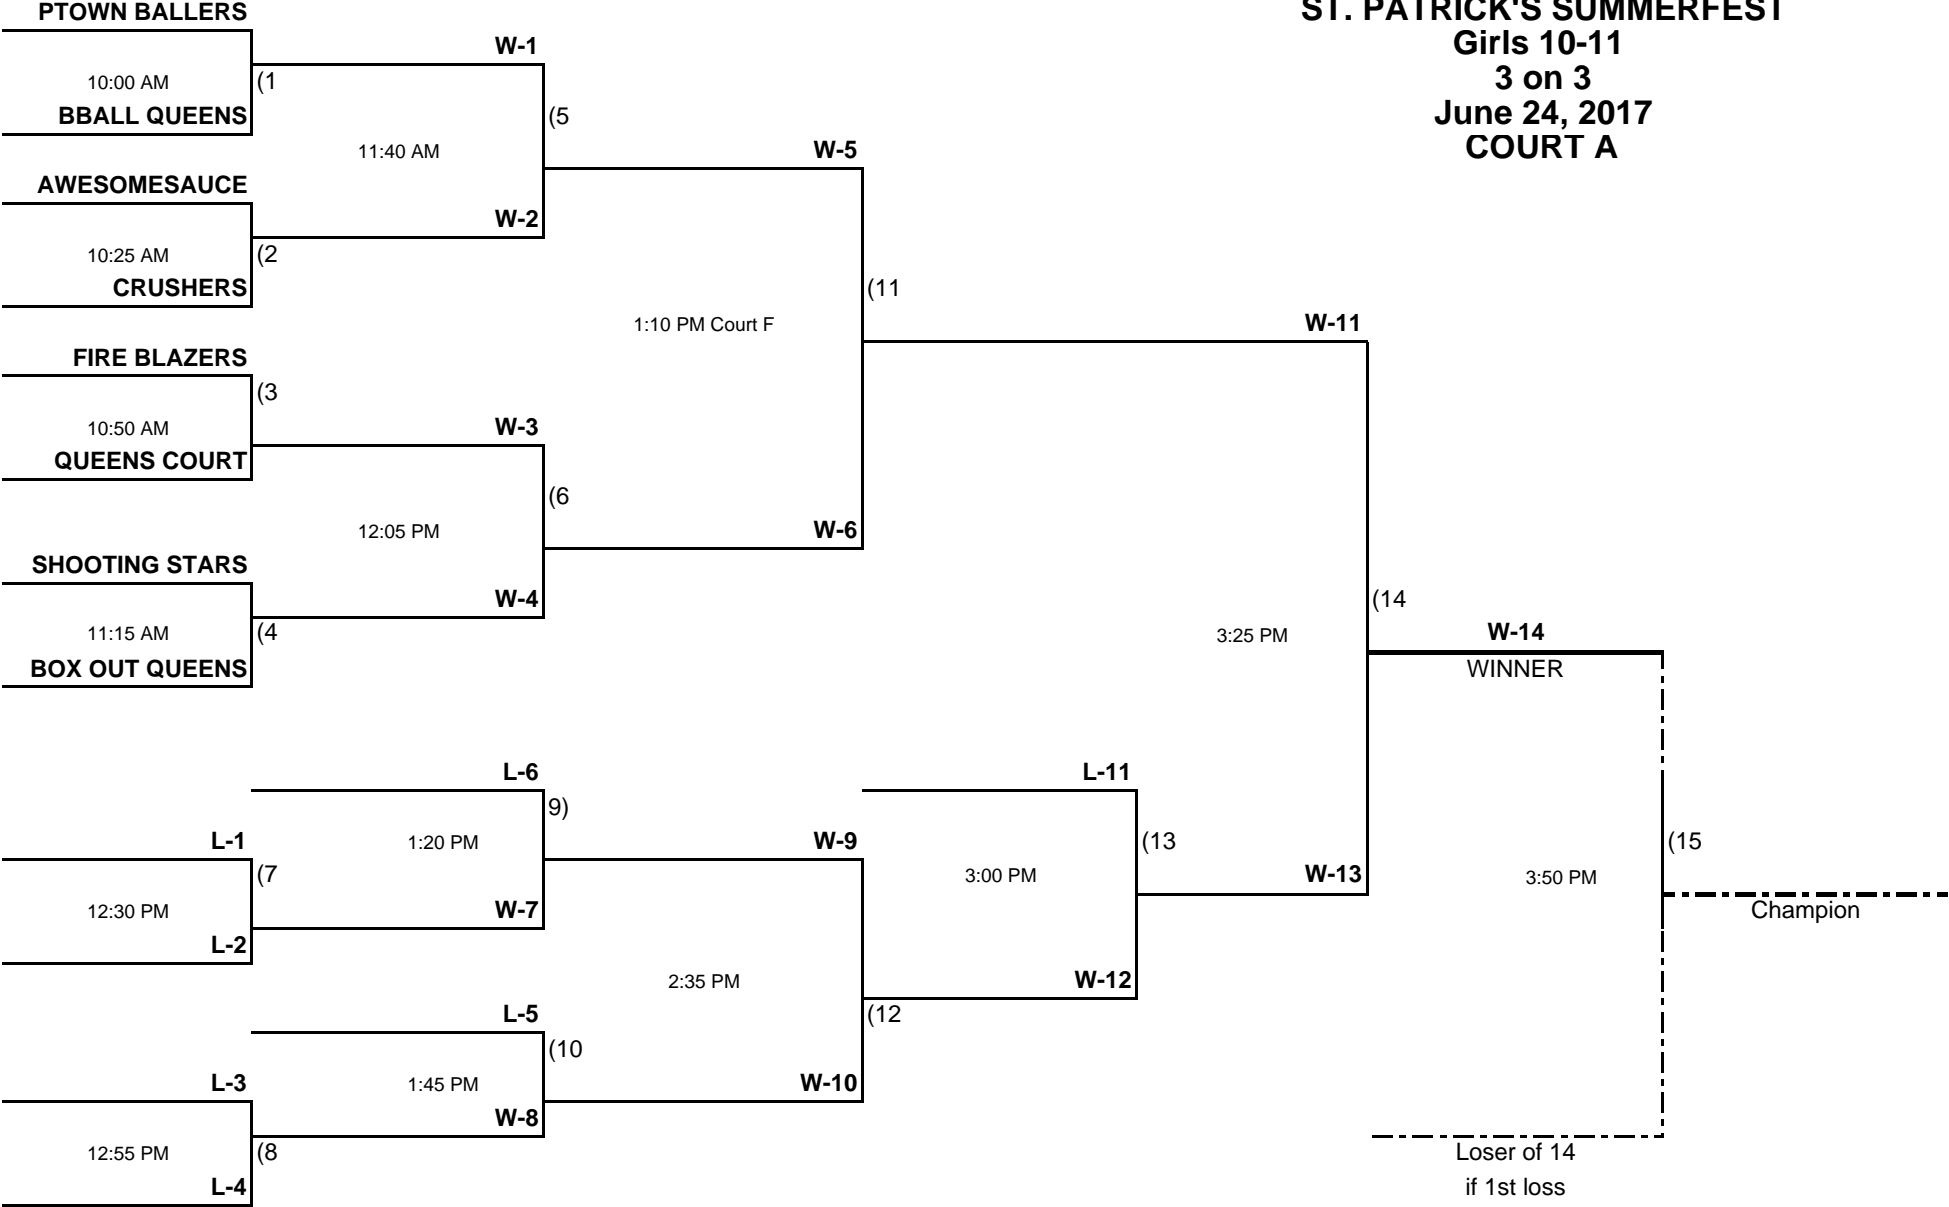 ST. PATRICK'S SUMMERFEST
Girls 10-11
3 on 3
June 24, 2017
COURT A
PTOWN BALLERS
W-1
10:00 AM
(1
BBALL QUEENS
(5
11:40 AM
W-5
AWESOMESAUCE
W-2
10:25 AM
(2
CRUSHERS
(11
1:10 PM Court F
W-11
FIRE BLAZERS
(3
10:50 AM
W-3
QUEENS COURT
(6
12:05 PM
W-6
SHOOTING STARS
W-4
(14
11:15 AM
(4
3:25 PM
W-14
BOX OUT QUEENS
WINNER
L-6
L-11
9)
L-1
1:20 PM
W-9
(13
(15
(7
3:00 PM
W-13
3:50 PM
12:30 PM
W-7
Champion
L-2
2:35 PM
W-12
L-5
(12
(10
L-3
1:45 PM
W-10
W-8
12:55 PM
(8
Loser of 14
L-4
if 1st loss